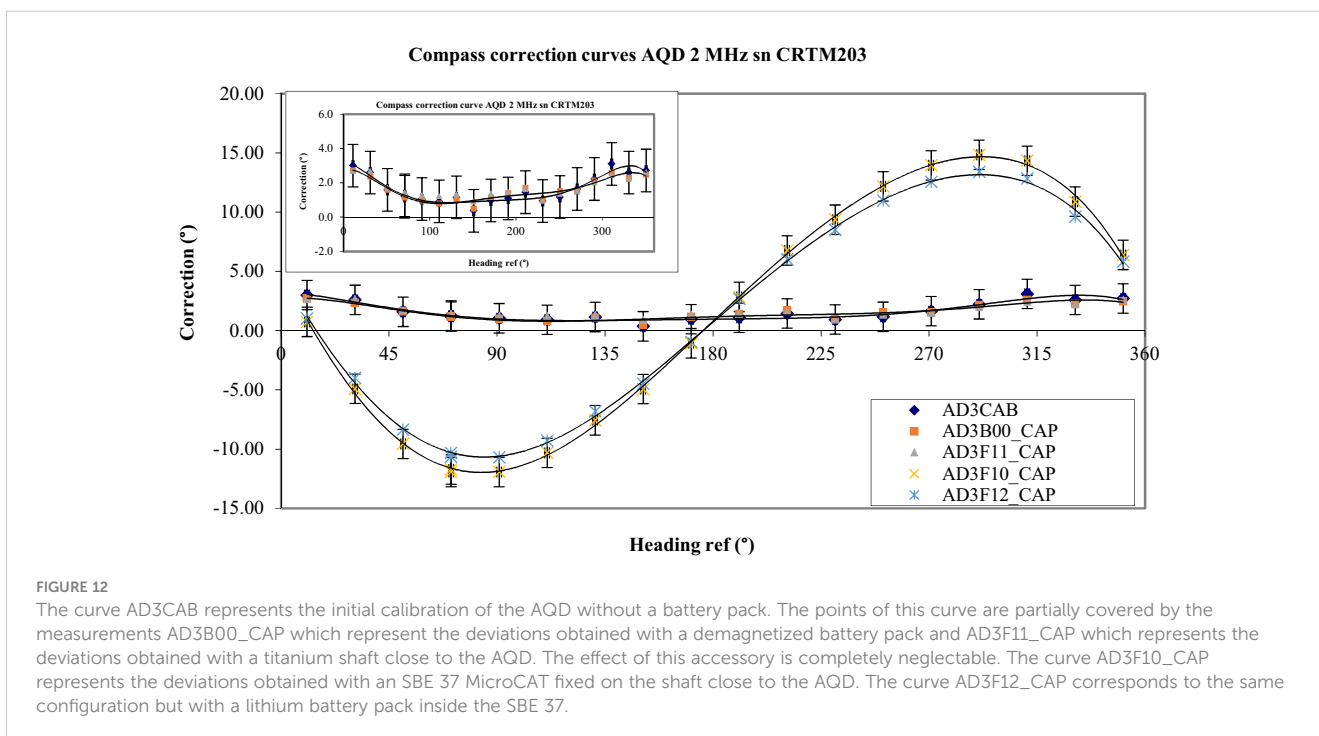 Compass correction curves AQD 2 MHz sn CRTM203
20.00
15.00
10.00
5.00
0.00
-5.00
-10.00
-15.00
Correction (°)
0 45 90 135 180 225 270 315 360
Heading ref (°)
Compass correction curve AQD 2 MHz sn CRTM203
6.0
4.0
2.0
0.0
-2.0
Correction (°)
0 100 200 300
Heading ref (°)
AD3CAB
AD3B00_CAP
AD3F11_CAP
AD3F10_CAP
AD3F12_CAP
FIGURE 12
The curve AD3CAB represents the initial calibration of the AQD without a battery pack. The points of this curve are partially covered by the
measurements AD3B00_CAP which represent the deviations obtained with a demagnetized battery pack and AD3F11_CAP which represents the
deviations obtained with a titanium shaft close to the AQD. The effect of this accessory is completely neglectable. The curve AD3F10_CAP
represents the deviations obtained with an SBE 37 MicroCAT fixed on the shaft close to the AQD. The curve AD3F12_CAP corresponds to the same
configuration but with a lithium battery pack inside the SBE 37.